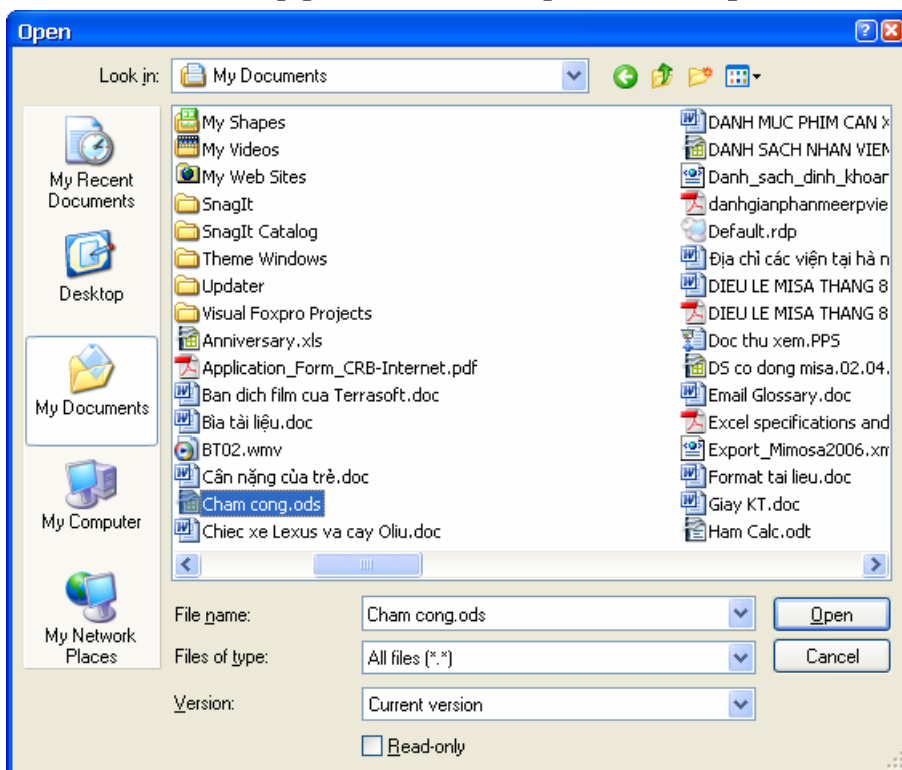 Open
Look in:
My Documents
My Recent
Documents
Desktop
My Documents
My Computer
My Network
Places
My Shapes
My Videos
My Web Sites
SnagIt
SnagIt Catalog
Theme Windows
Updater
Visual Foxpro Projects
Anniversary.xls
Application_Form_CRB-Internet.pdf
Ban dich film cua Terrasoft.doc
Bìa tài liệu.doc
BT02.wmv
Cân nặng của trẻ.doc
Cham cong.ods
Chiec xe Lexus va cay Oliu.doc
DANH MUC PHIM CAN X
DANH SACH NHAN VIEN
Danh_sach_dinh_khoan
danhgianphanmeerpvie
Default.rdp
Địa chỉ các viện tại hà n
DIEU LE MISA THANG 8
DIEU LE MISA THANG 8
Doc thu xem.PPS
DS co dong misa.02.04.
Email Glossary.doc
Excel specifications and
Export_Mimosa2006.xm
Format tai lieu.doc
Giay KT.doc
Ham Calc.odt
File name:
Cham cong.ods
Open
Files of type:
All files (*.*)
Cancel
Version:
Current version
Read-only